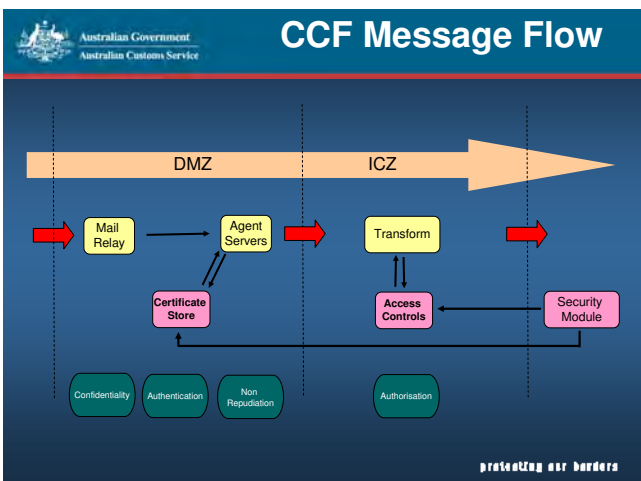 Australian Government
Australian Customs Service
CCF Message Flow
DMZ
ICZ
Mail
Relay
Agent
Servers
Transform
Certificate
Store
Access
Controls
Security
Module
Confidentiality
Authentication
Non
Repudiation
Authorisation
protecting our borders